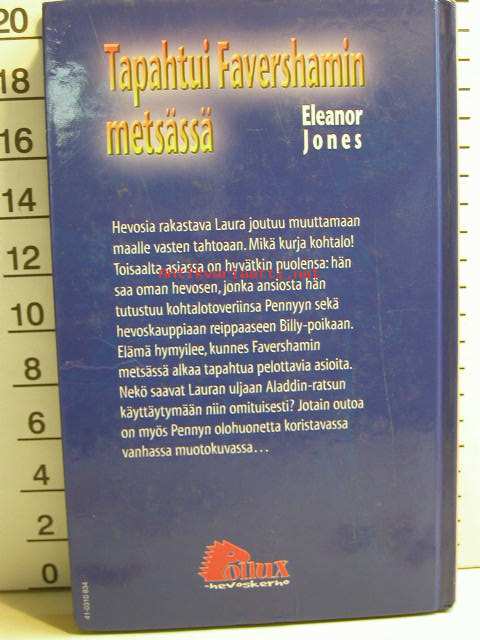 Tapahtui Favershamin
metsässä
Eleanor
Jones
Hevosia rakastava Laura joutuu muuttamaan
maalle vasten tahtoaan. Mikä kurja kohtalo!
Toisaalta asiassa on hyvätkin puolensa: hän
saa oman hevosen, jonka ansiosta hän
tutustuu kohtalotoveriinsa Pennyyn sekä
hevoskauppiaan reippaaseen Billy-poikaan.
Elämä hymyilee, kunnes Favershamin
metsässä alkaa tapahtua pelottavia asioita.
Nekö saavat Lauran uljaan Aladdin-ratsun
käyttäytymään niin omituisesti? Jotain outoa
on myös Pennyn olohuonetta koristavassa
vanhassa muotokuvassa...
Pollux
-hevoskerho
41-0310 834
20
18
16
14
12
10
8
6
4
2
0